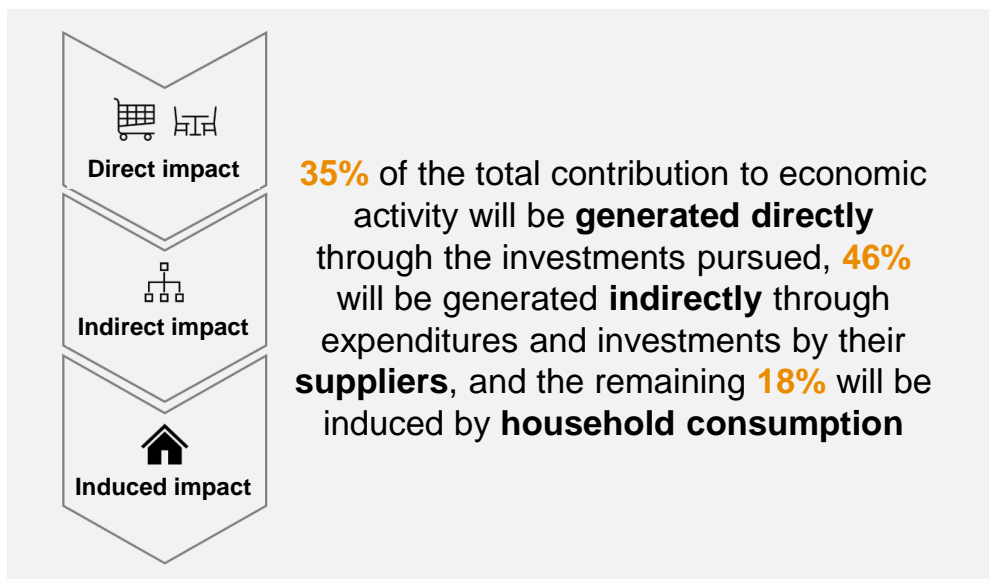 Direct impact
Indirect impact
Induced impact
35% of the total contribution to economic
activity will be generated directly
through the investments pursued, 46%
will be generated indirectly through
expenditures and investments by their
suppliers, and the remaining 18% will be
induced by household consumption